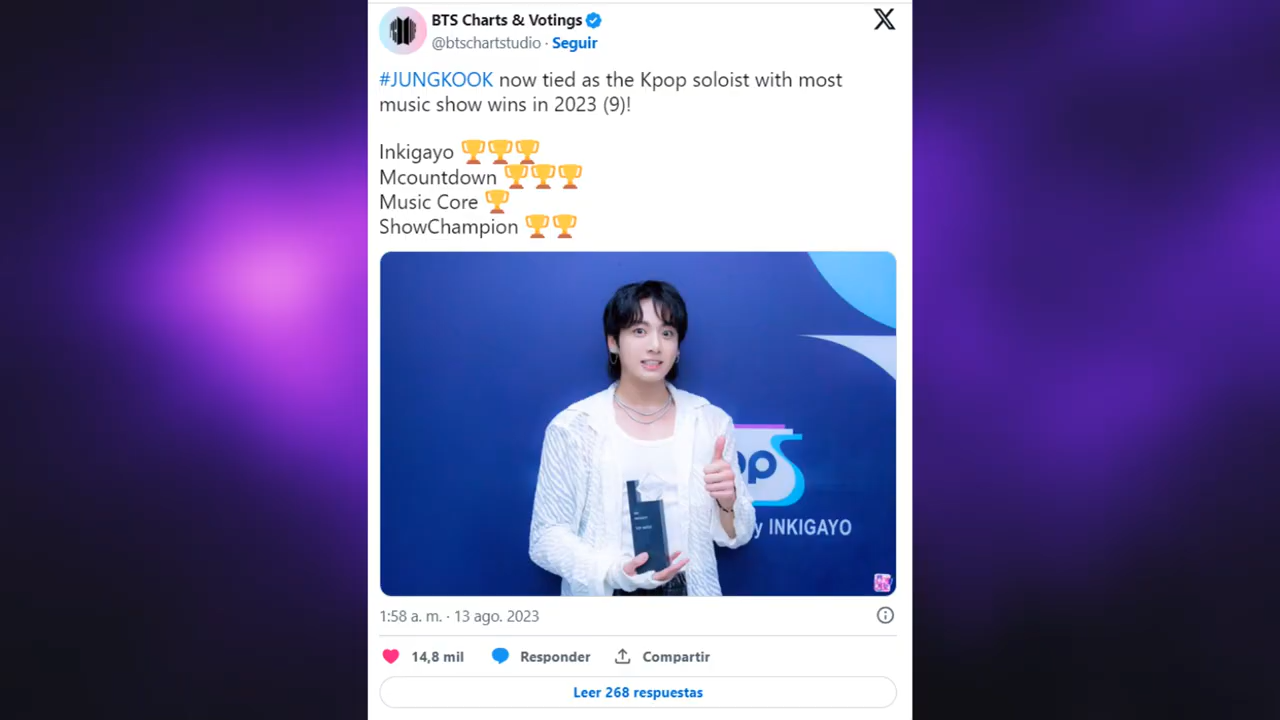 BTS Charts & Votings
@btschartstudio · Seguir
#JUNGKOOK now tied as the Kpop soloist with most
music show wins in 2023 (9)!
Inkigayo 🏆🏆🏆
Mcountdown 🏆🏆🏆
Music Core 🏆
ShowChampion 🏆🏆
INKIGAYO
1:58 a. m. · 13 ago. 2023
14,8 mil Responder Compartir
Leer 268 respuestas